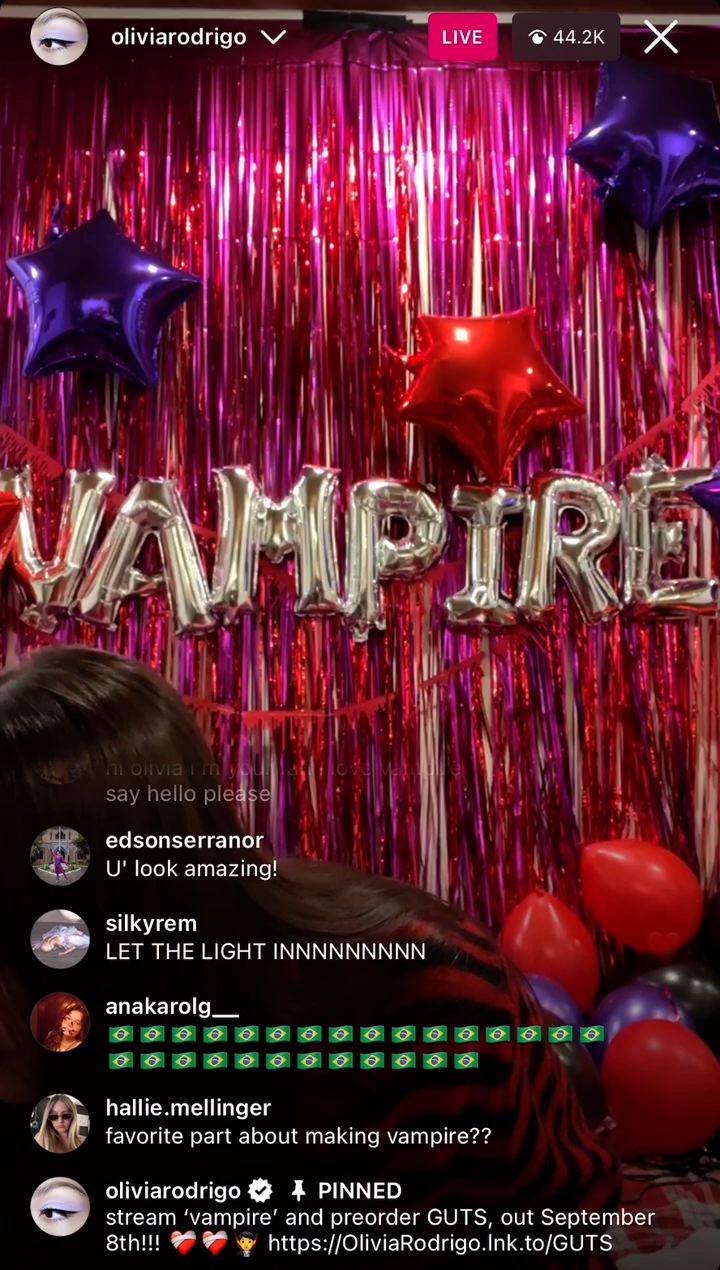 oliviarodrigo
LIVE
44.2K
VAMPIRE
say hello please
edsonserranor
U' look amazing!
silkyrem
LET THE LIGHT INNNNNNNNN
anakarolg__
🇧🇷🇧🇷🇧🇷🇧🇷🇧🇷🇧🇷🇧🇷🇧🇷🇧🇷🇧🇷🇧🇷🇧🇷🇧🇷🇧🇷🇧🇷🇧🇷
🇧🇷🇧🇷🇧🇷🇧🇷🇧🇷🇧🇷🇧🇷🇧🇷🇧🇷🇧🇷🇧🇷🇧🇷
hallie.mellinger
favorite part about making vampire??
oliviarodrigo PINNED
stream ‘vampire’ and preorder GUTS, out September
8th!!! ❤️‍🩹❤️‍🩹🧛 https://OliviaRodrigo.lnk.to/GUTS